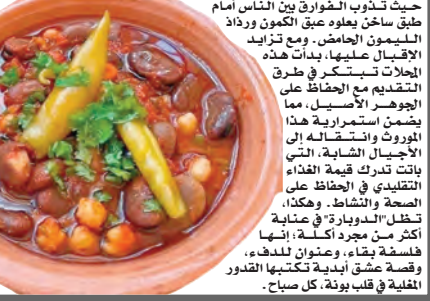 حيث تذوب الفوارق بين الناس أمام
طبق ساخن يعلوه عبق الكمون ورذاذ
الليمون الحامض. ومع تزايد
الإقبال عليها، بدأت هذه
المحلات تبتكر في طرق
التقديم مع الحفاظ على
الجوهر الأصيل، مما
يضمن استمرارية هذا
الموروث وانتقاله إلى
الأجيال الشابة، التي
باتت تدرك قيمة الغذاء
التقليدي في الحفاظ على
الصحة والنشاط. وهكذا،
تظل "الدوبارة" في عنابة
أكثر من مجرد أكلة؛ إنها
فلسفة بقاء، وعنوان للدفء،
وقصة عشق أبدية تكتبها القدور
المغلية في قلب بونة، كل صباح.